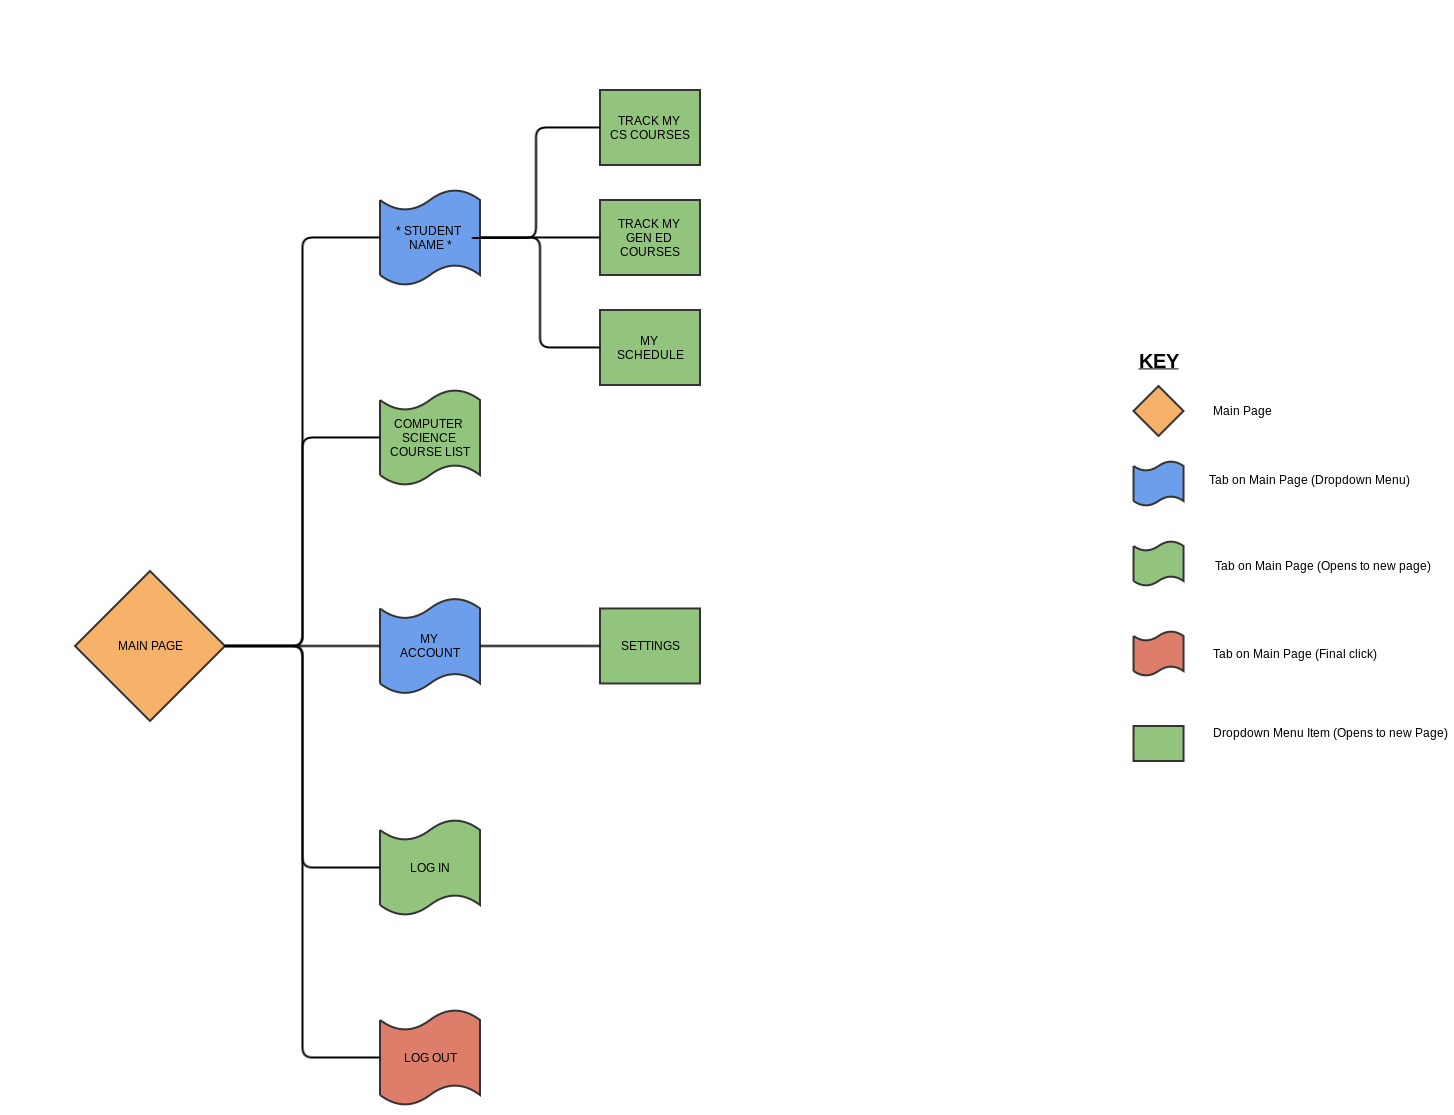 TRACK MY
CS COURSES
* STUDENT
NAME *
TRACK MY
GEN ED
COURSES
MY
SCHEDULE
COMPUTER
SCIENCE
COURSE LIST
MAIN PAGE
MY
ACCOUNT
SETTINGS
LOG IN
LOG OUT
KEY
Main Page
Tab on Main Page (Dropdown Menu)
Tab on Main Page (Opens to new page)
Tab on Main Page (Final click)
Dropdown Menu Item (Opens to new Page)